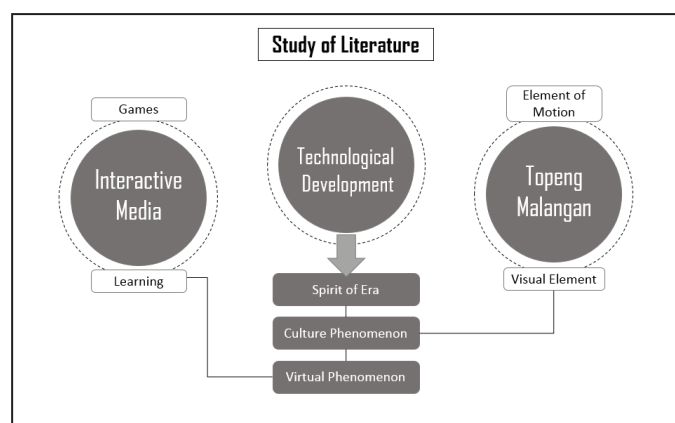 Study of Literature
Games
Interactive
Media
Learning
Technological
Development
Spirit of Era
Culture Phenomenon
Virtual Phenomenon
Element of
Motion
Topeng
Malangan
Visual Element